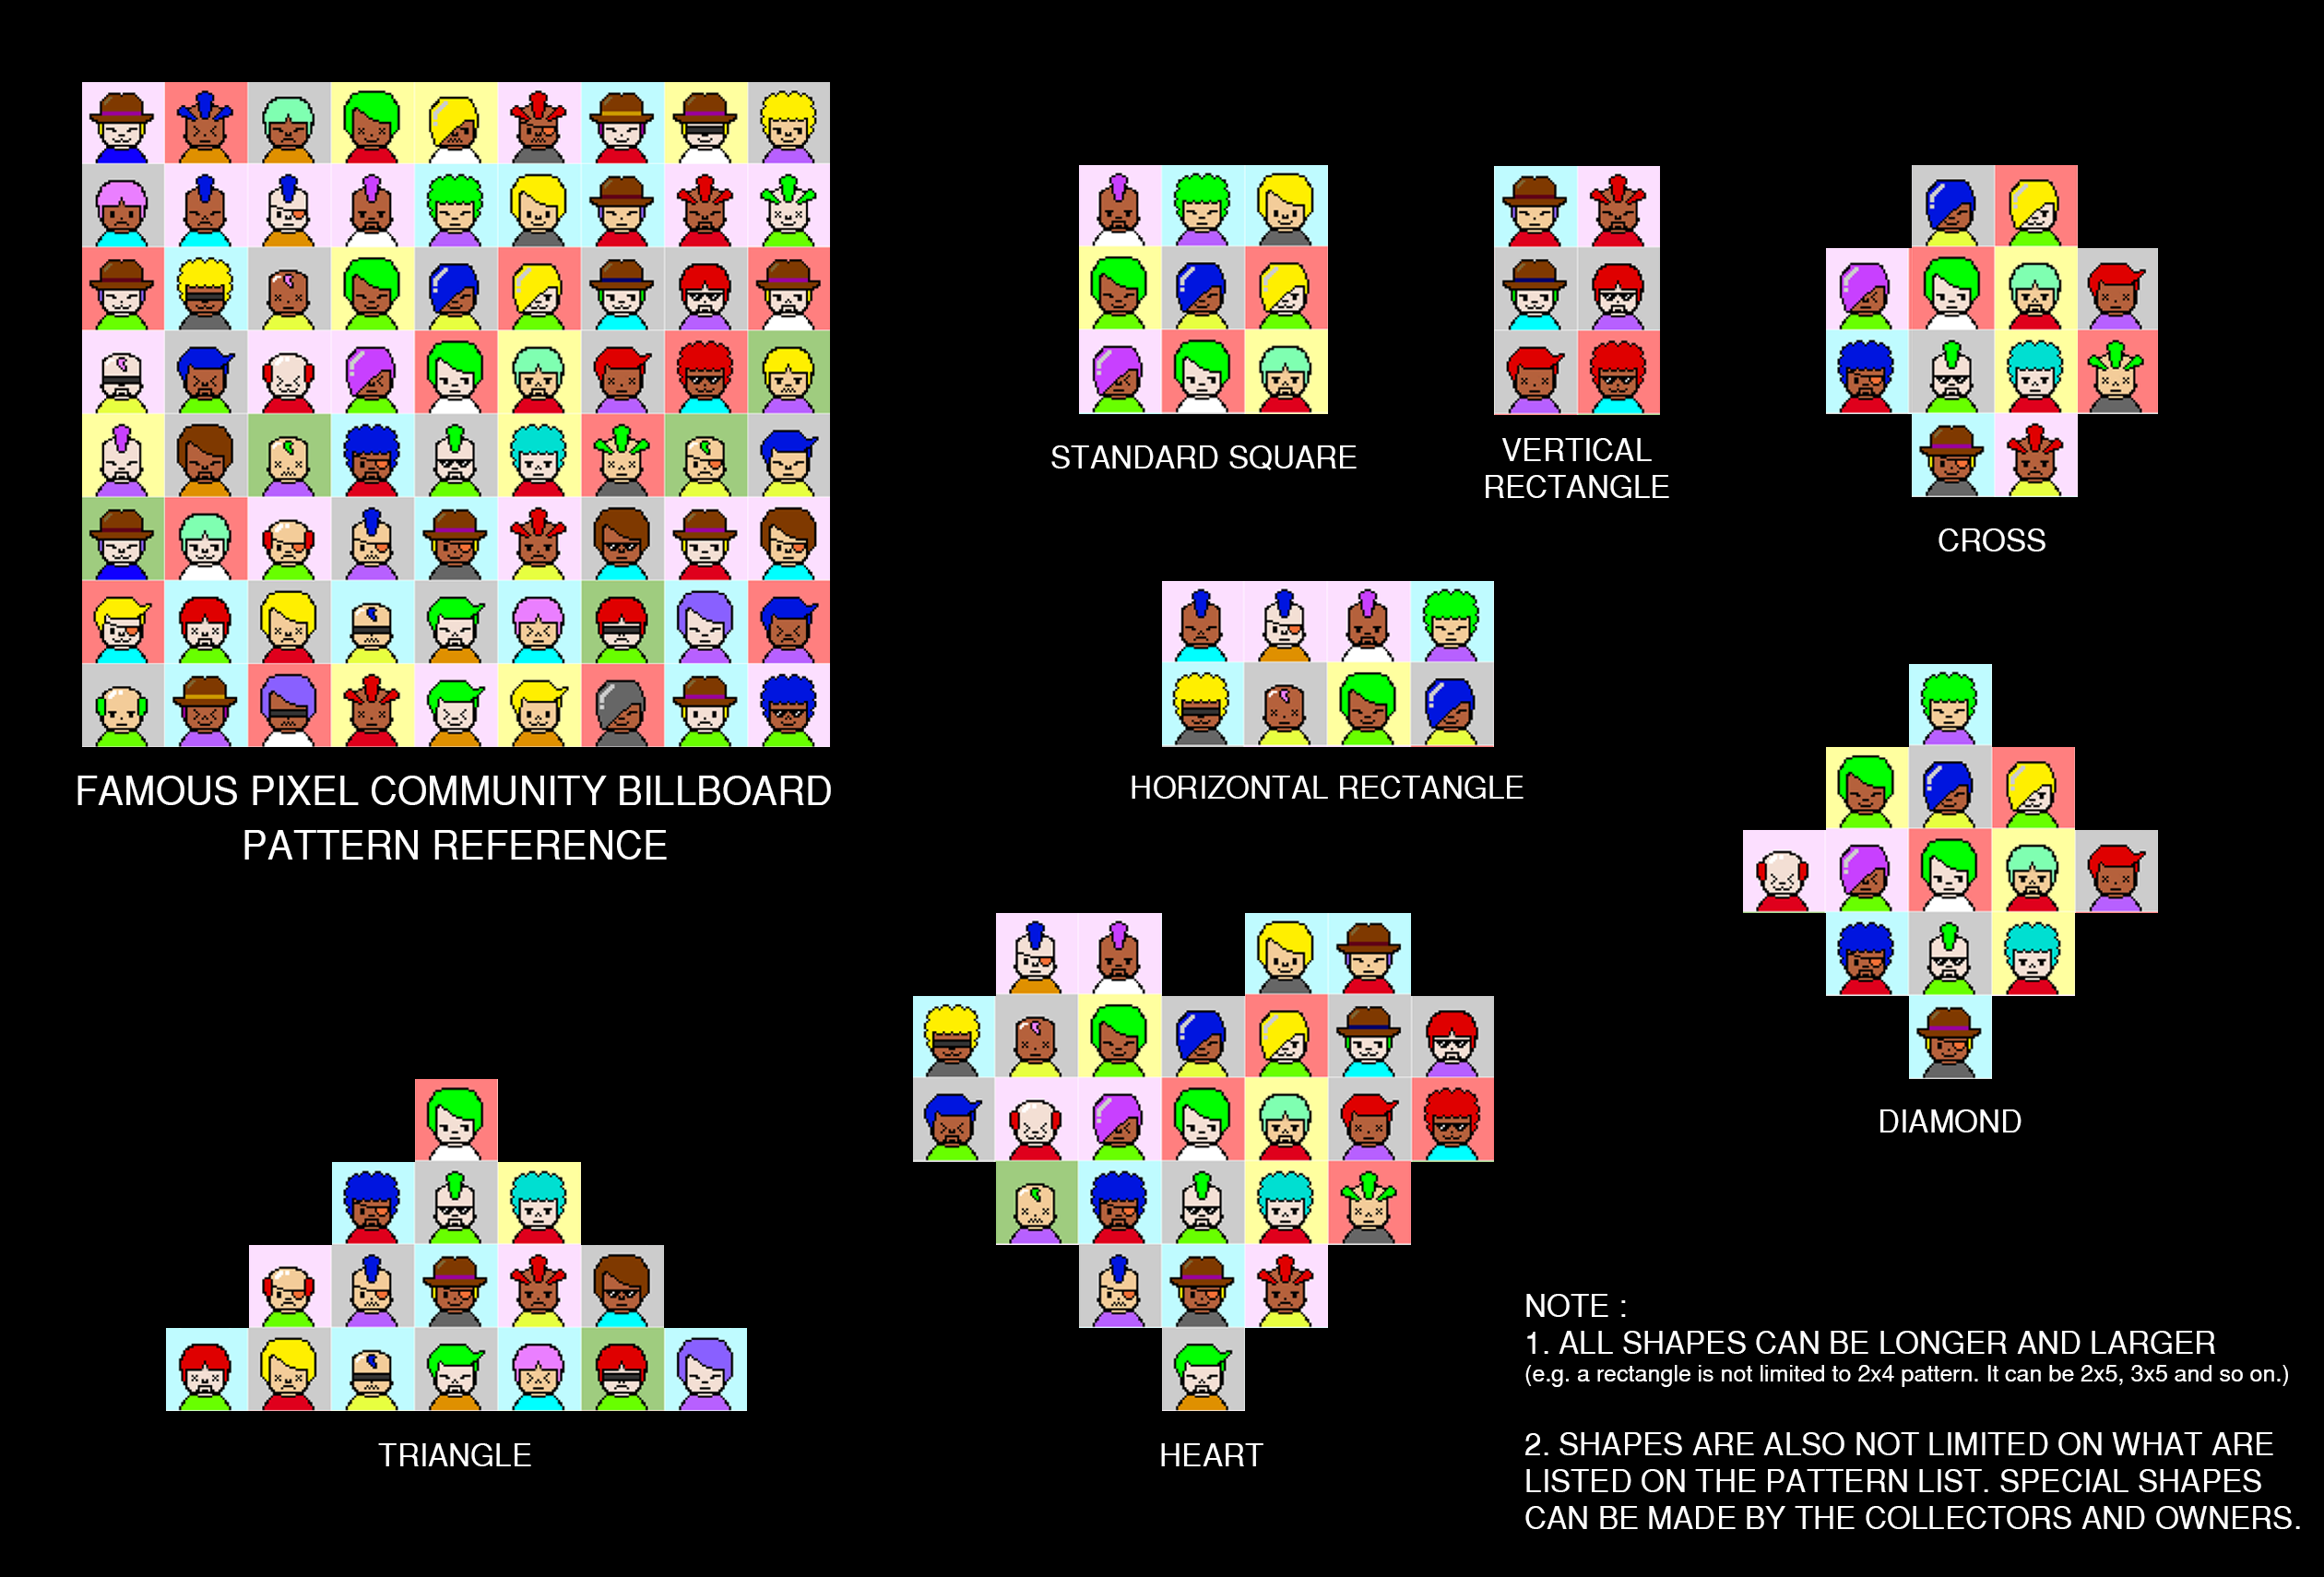 FAMOUS PIXEL COMMUNITY BILLBOARD
PATTERN REFERENCE
STANDARD SQUARE
VERTICAL
RECTANGLE
CROSS
HORIZONTAL RECTANGLE
DIAMOND
TRIANGLE
HEART
NOTE :
1. ALL SHAPES CAN BE LONGER AND LARGER
(e.g. a rectangle is not limited to 2x4 pattern. It can be 2x5, 3x5 and so on.)
2. SHAPES ARE ALSO NOT LIMITED ON WHAT ARE
LISTED ON THE PATTERN LIST. SPECIAL SHAPES
CAN BE MADE BY THE COLLECTORS AND OWNERS.